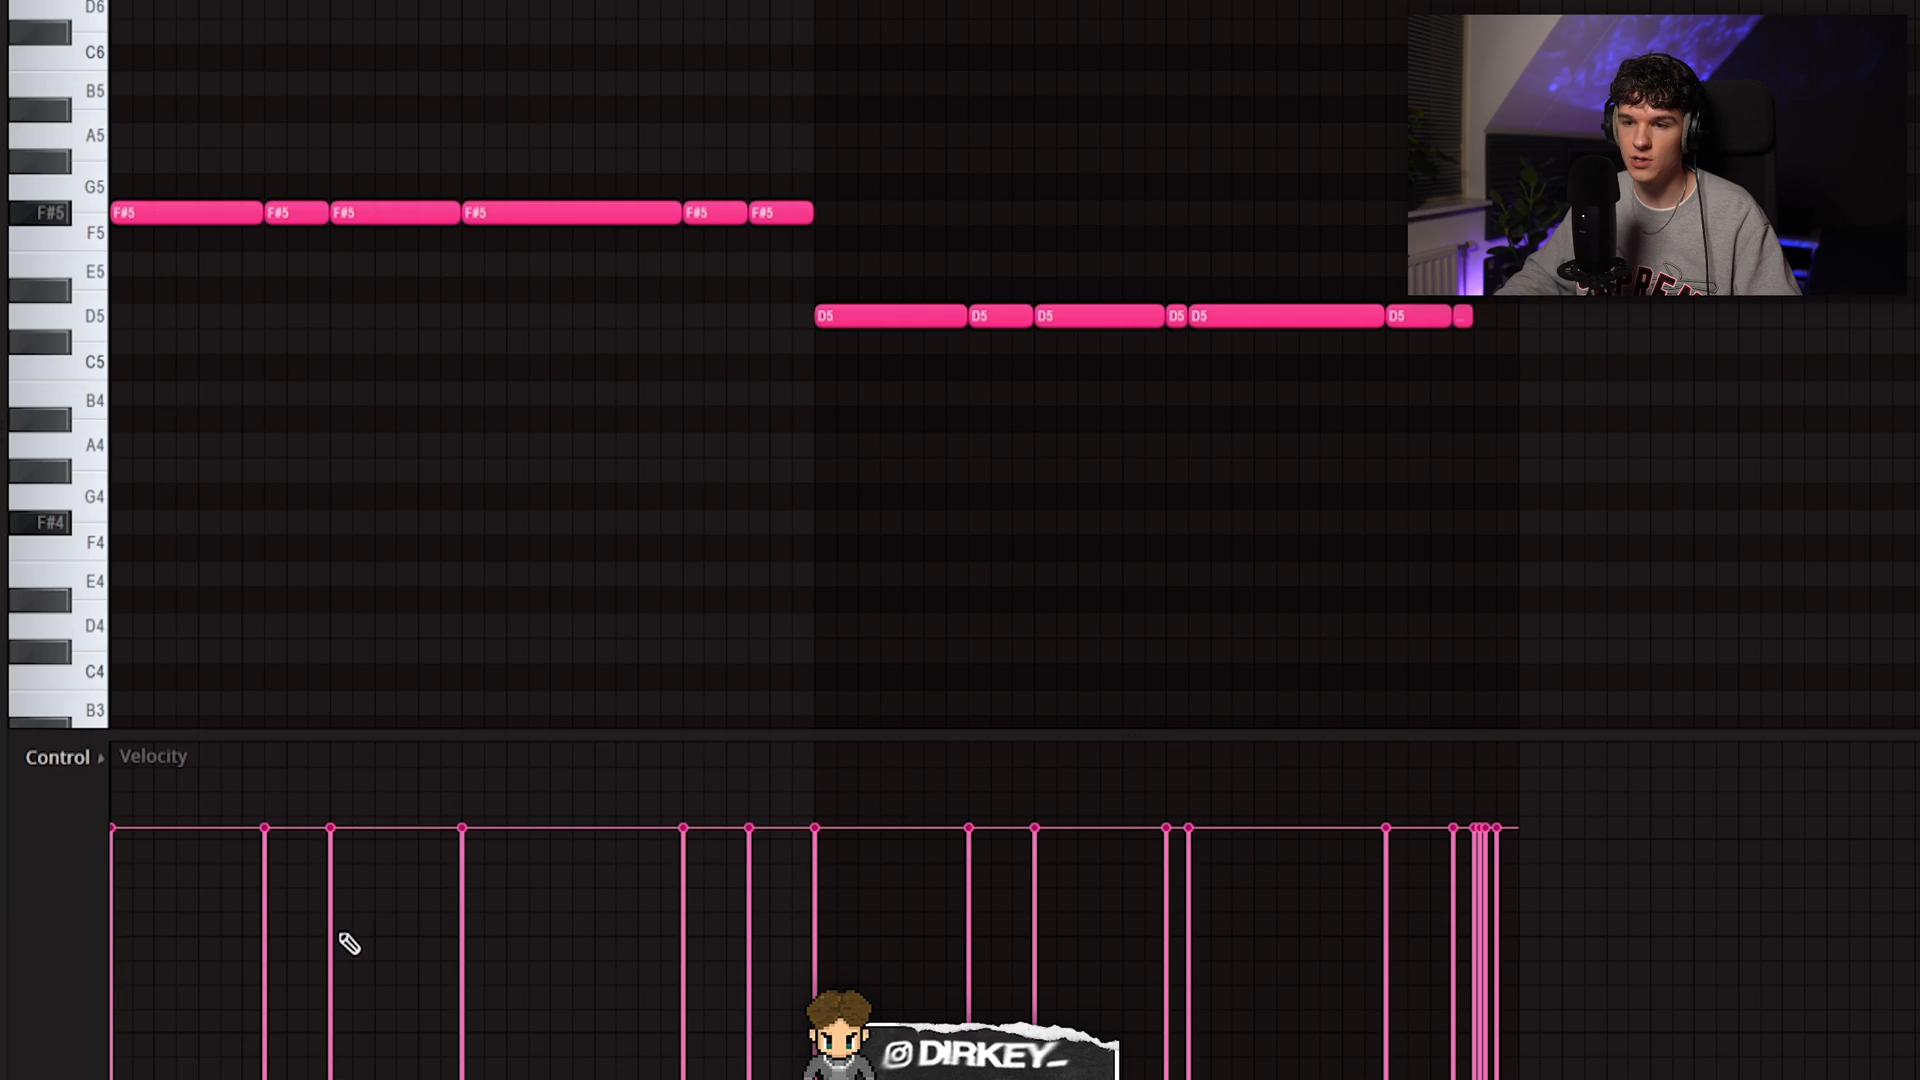 D6
C6
B5
A5
G5
F#5 F#5 F#5 F#5 F#5 F#5 F#5
F5
E5
D5 D5 D5 D5 D5 D5 D5 ..
C5
B4
A4
G4
F#4
F4
E4
D4
C4
B3
Control Velocity
DIRKEY_